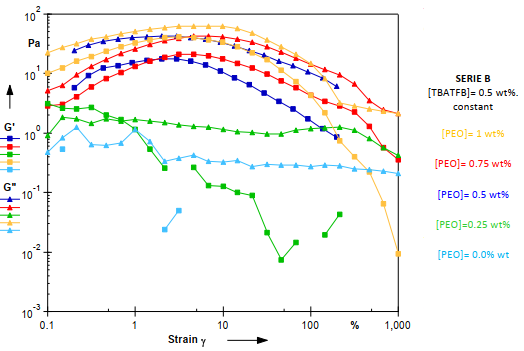 10²
Pa
10¹
10⁰
10⁻¹
10⁻²
10⁻³
G'
G"
0.1 1 10 100 % 1,000
Strain γ
SERIE B
[TBATFB]= 0.5 wt%.
constant
[PEO]= 1 wt%
[PEO]= 0.75 wt%
[PEO]= 0.5 wt%
[PEO]=0.25 wt%
[PEO]= 0.0% wt